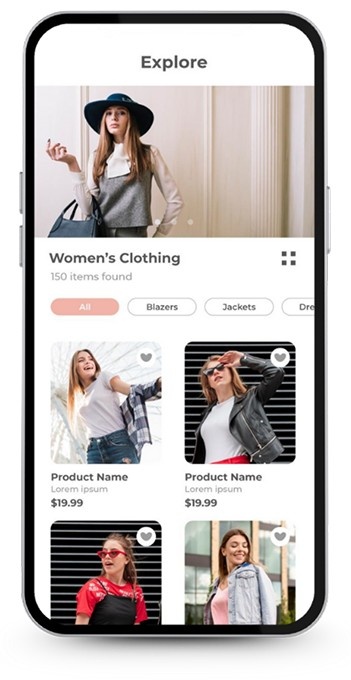 Explore
Women's Clothing
150 items found
All
Blazers
Jackets
Dre
Product Name
Lorem ipsum
$19.99
Product Name
Lorem ipsum
$19.99